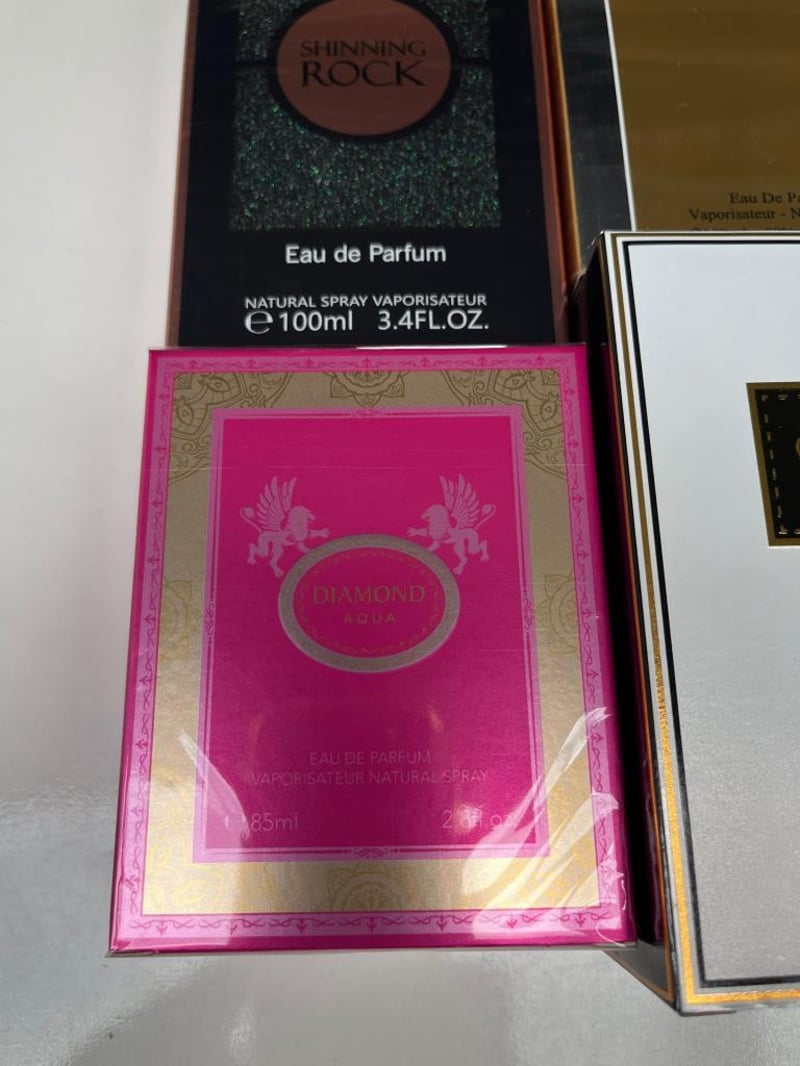 SHINNING
ROCK
Eau de Parfum
NATURAL SPRAY VAPORISATEUR
℮ 100ml 3.4FL.OZ.
Eau De
Vaporisateur -
DIAMOND
AQUA
EAU DE PARFUM
VAPORISATEUR NATURAL SPRAY
85ml